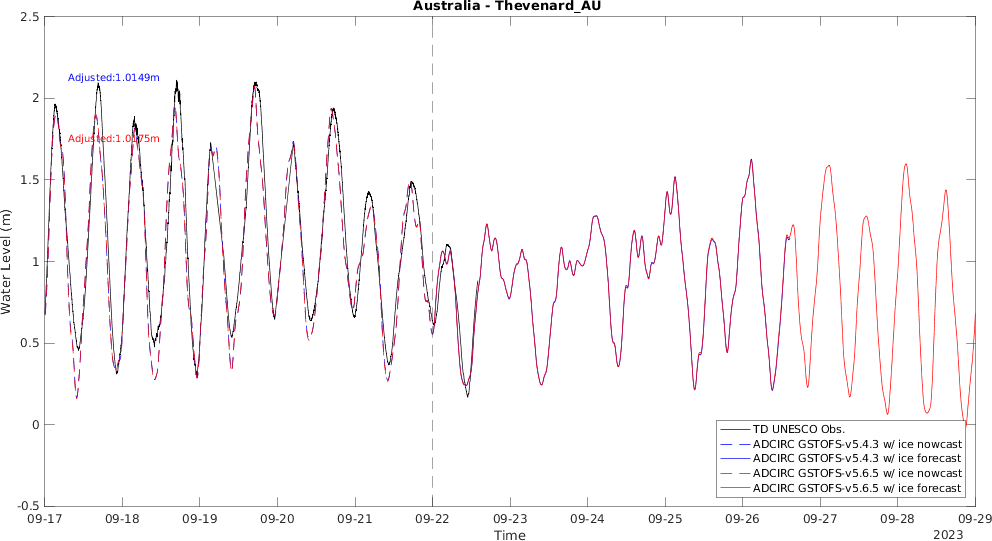 Australia - Thevenard_AU
2.5
2
1.5
1
0.5
0
-0.5
Water Level (m)
Adjusted:1.0149m
Adjusted:1.0175m
TD UNESCO Obs.
ADCIRC GSTOFS-v5.4.3 w/ ice nowcast
ADCIRC GSTOFS-v5.4.3 w/ ice forecast
ADCIRC GSTOFS-v5.6.5 w/ ice nowcast
ADCIRC GSTOFS-v5.6.5 w/ ice forecast
09-17 09-18 09-19 09-20 09-21 09-22 09-23 09-24 09-25 09-26 09-27 09-28 09-29
Time
2023